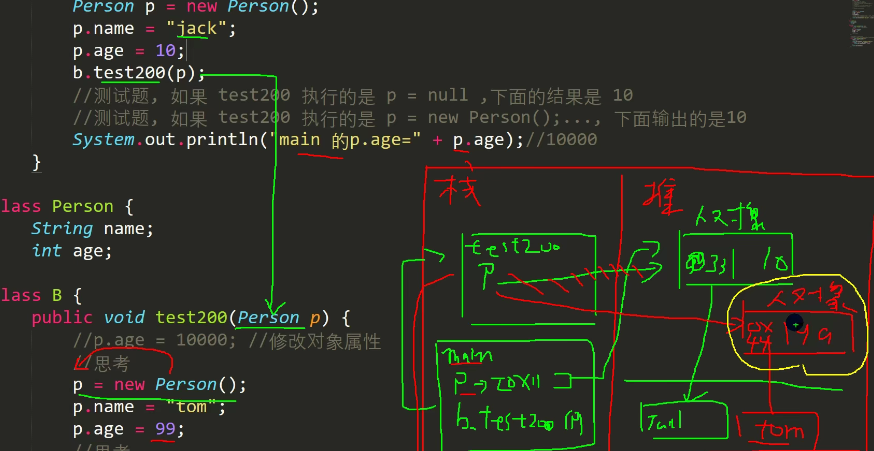 Person p = new Person();
p.name = "jack";
p.age = 10;
b.test200(p);
//测试题, 如果 test200 执行的是 p = null ,下面的结果是 10
//测试题, 如果 test200 执行的是 p = new Person();..., 下面输出的是10
System.out.println("main 的p.age=" + p.age);//10000
}
lass Person {
String name;
int age;
lass B {
public void test200(Person p) {
//p.age = 10000; //修改对象属性
思考
p = new Person();
p.name = "tom";
p.age = 99;
//思考
栈
test200
p
main
p
b.test200(p)
堆
人对象
10
人对象
tom